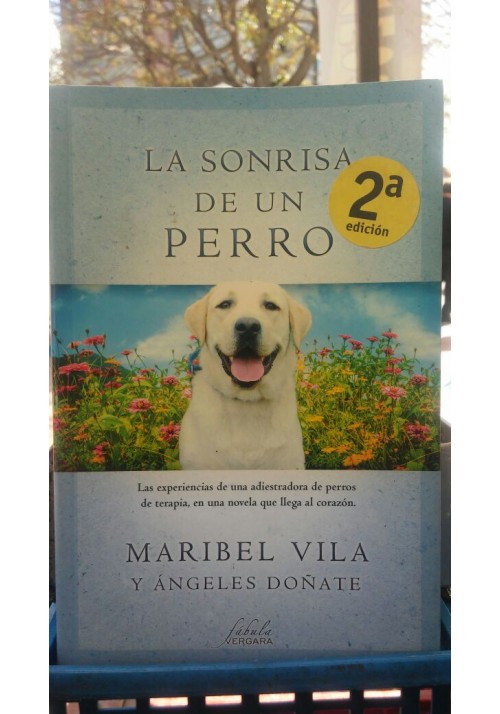 LA SONRISA
DE UN
PERRO
2ª
edición
Las experiencias de una adiestradora de perros
de terapia, en una novela que llega al corazón.
MARIBEL VILA
Y ÁNGELES DOÑATE
fábula
VERGARA